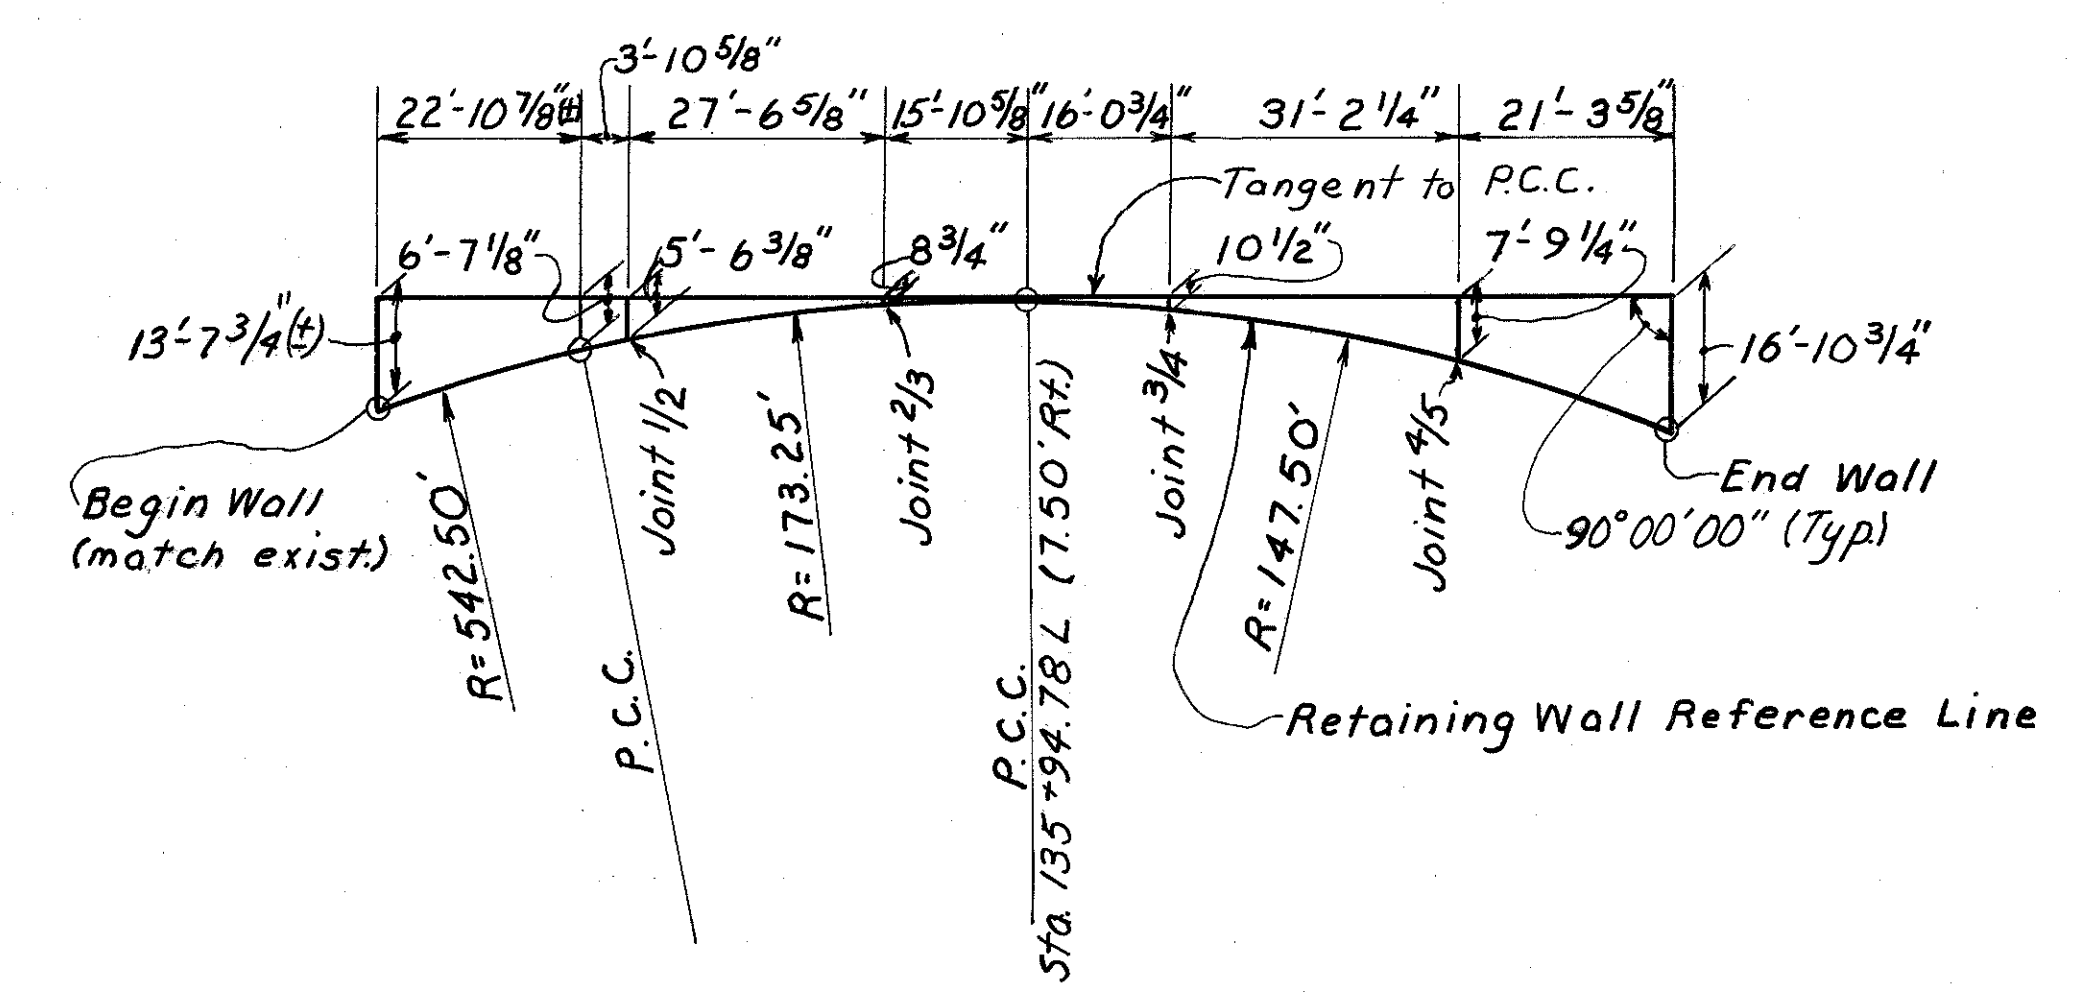 3'-10 5/8"
22'-10 7/8"(±)
27'-6 5/8"
15'-10 5/8"
16'-0 3/4"
31'-2 1/4"
21'-3 5/8"
Tangent to P.C.C.
6'-7 1/8"
5'-6 3/8"
8 3/4"
10 1/2"
7'-9 1/4"
13'-7 3/4"(±)
16'-10 3/4"
Begin Wall
(match exist.)
R=542.50'
P.C.C.
Joint 1/2
R=173.25'
Joint 2/3
P.C.C.
Sta. 135+94.78 L (7.50' Rt.)
Joint 3/4
R=147.50'
Joint 4/5
End Wall
90°00'00" (Typ.)
Retaining Wall Reference Line